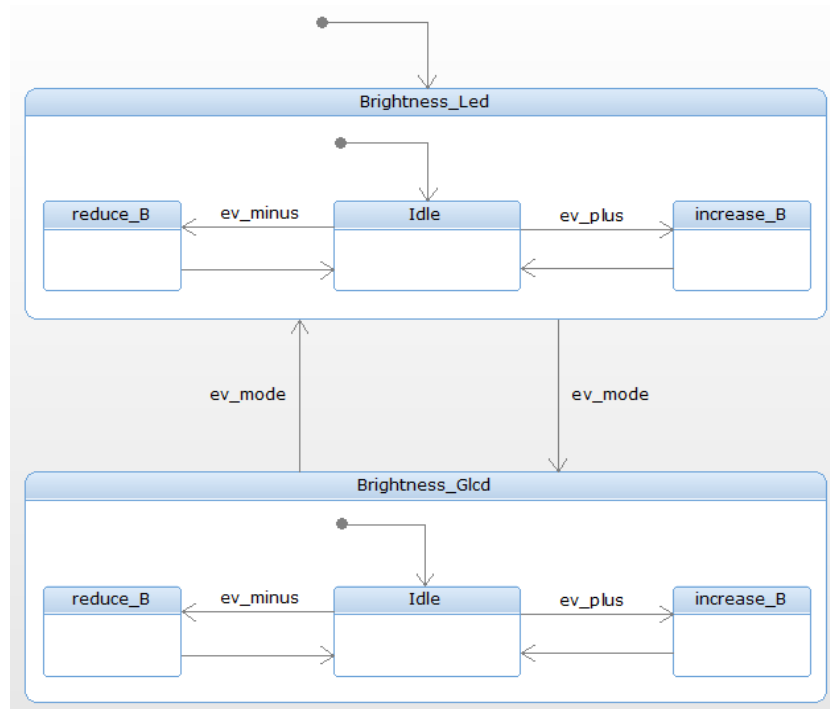 Brightness_Led
reduce_B
ev_minus
Idle
ev_plus
increase_B
ev_mode
ev_mode
Brightness_Glcd
reduce_B
ev_minus
Idle
ev_plus
increase_B